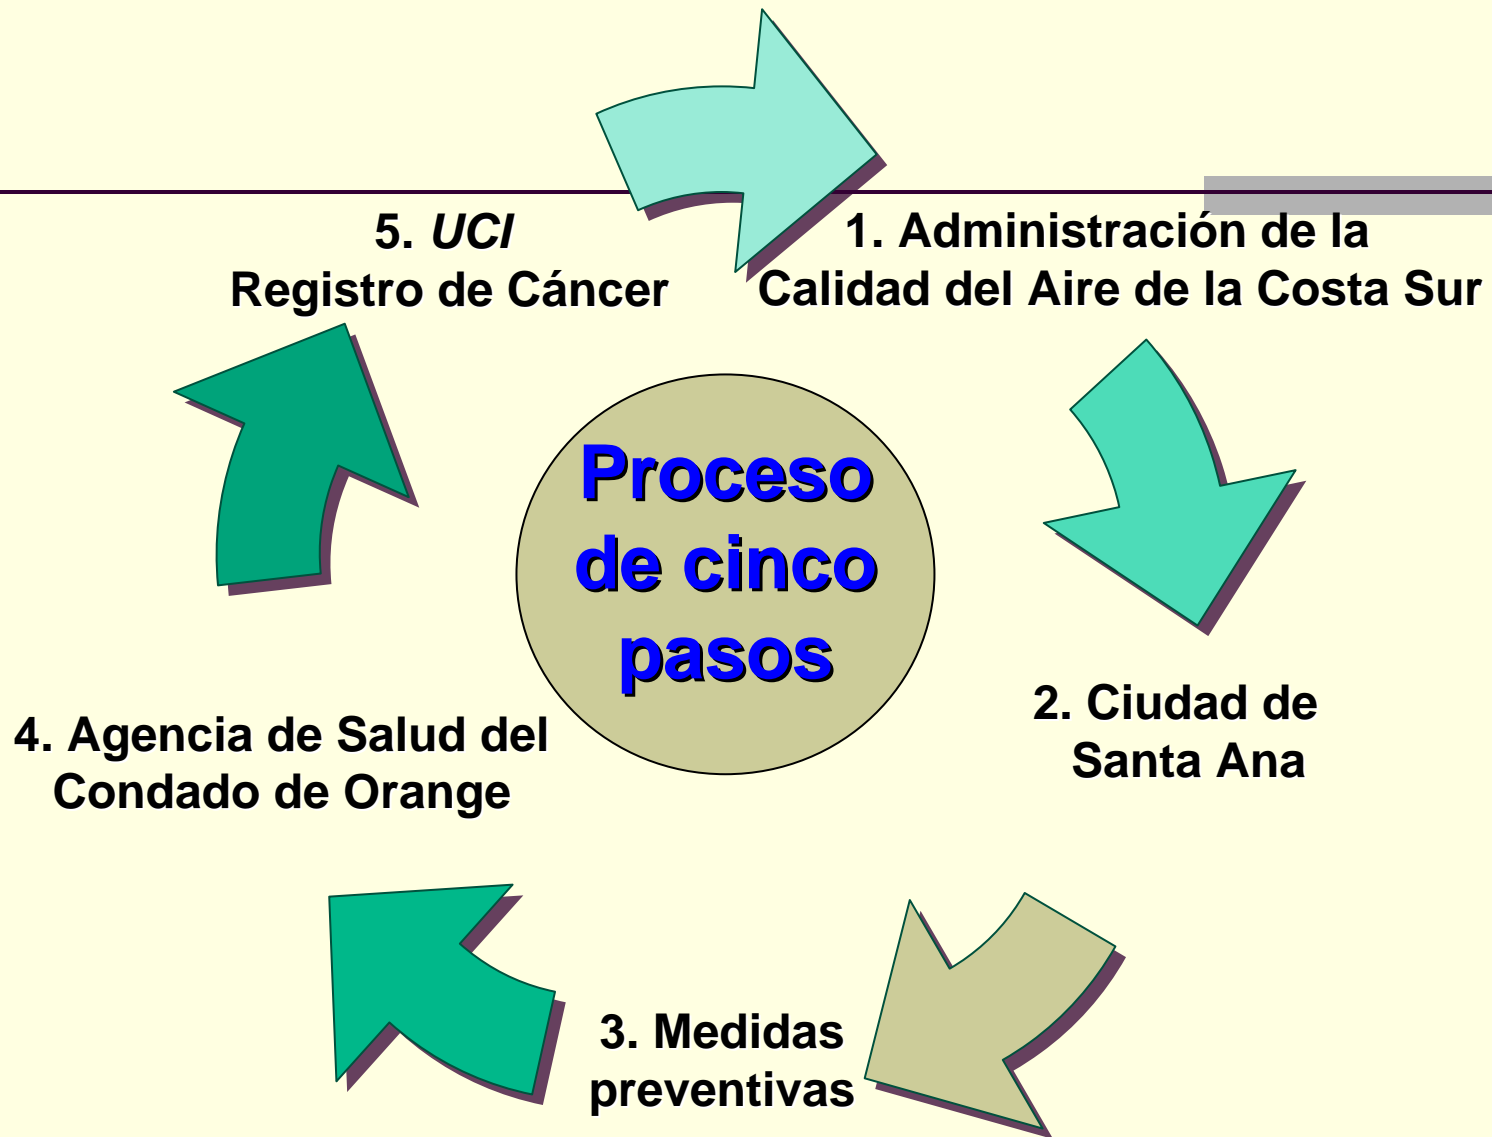 Proceso
de cinco
pasos
1. Administración de la
Calidad del Aire de la Costa Sur
2. Ciudad de
Santa Ana
3. Medidas
preventivas
4. Agencia de Salud del
Condado de Orange
5. UCI
Registro de Cáncer